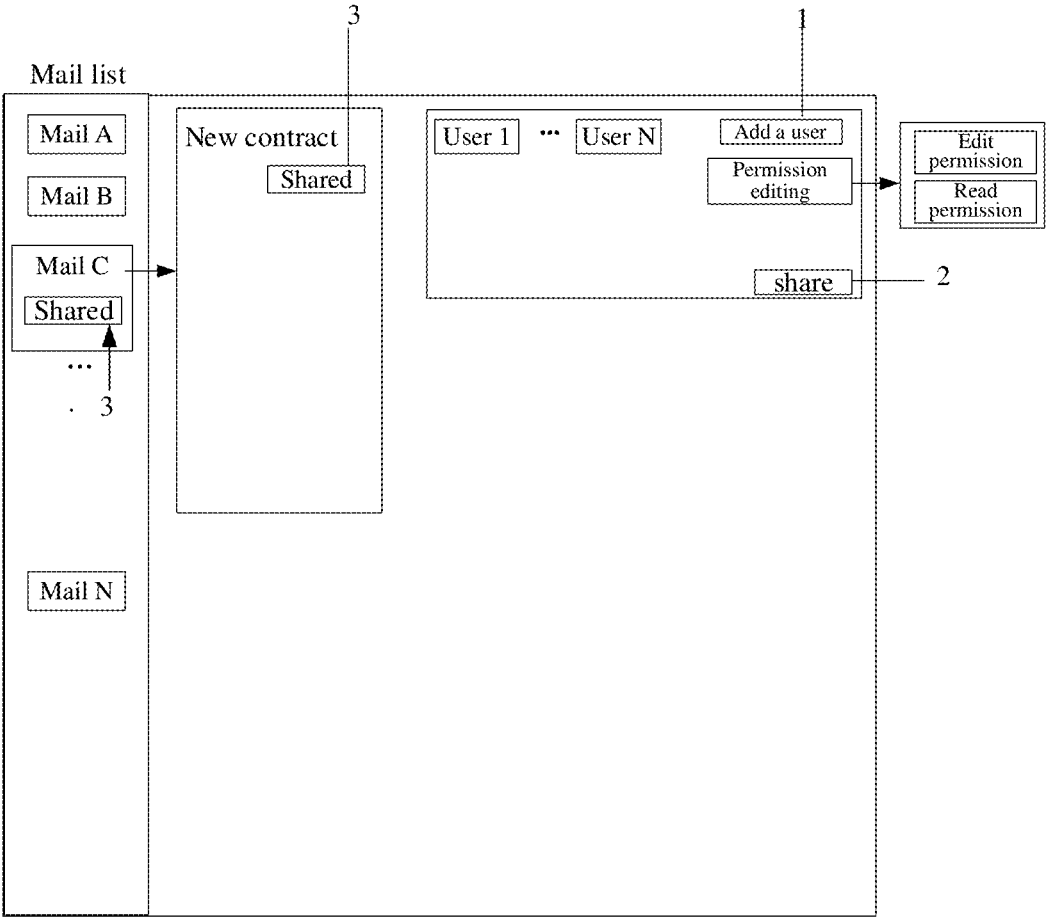 3
1
Mail list
Mail A
Mail B
Mail C
Shared
...
.
3
Mail N
New contract
Shared
User 1 ... User N
Add a user
Permission
editing
share
2
Edit
permission
Read
permission